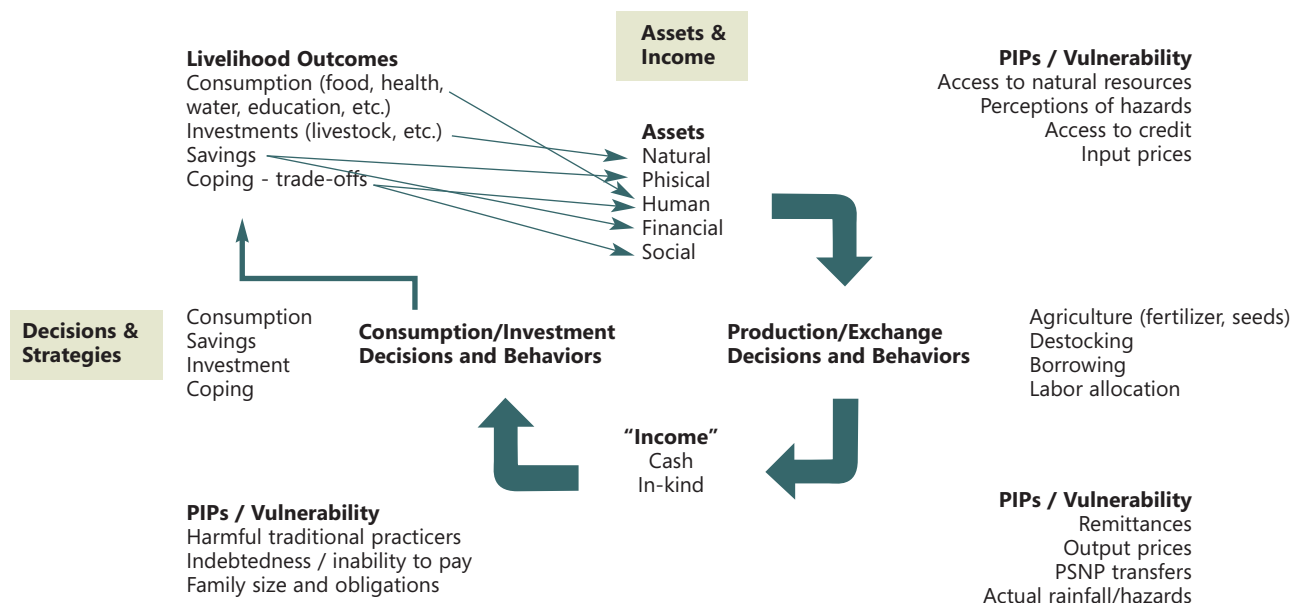 Assets &
Income
Livelihood Outcomes
Consumption (food, health,
water, education, etc.)
Investments (livestock, etc.)
Savings
Coping - trade-offs
Assets
Natural
Phisical
Human
Financial
Social
PIPs / Vulnerability
Access to natural resources
Perceptions of hazards
Access to credit
Input prices
Decisions &
Strategies
Consumption
Savings
Investment
Coping
Consumption/Investment
Decisions and Behaviors
Production/Exchange
Decisions and Behaviors
Agriculture (fertilizer, seeds)
Destocking
Borrowing
Labor allocation
“Income”
Cash
In-kind
PIPs / Vulnerability
Harmful traditional practicers
Indebtedness / inability to pay
Family size and obligations
PIPs / Vulnerability
Remittances
Output prices
PSNP transfers
Actual rainfall/hazards